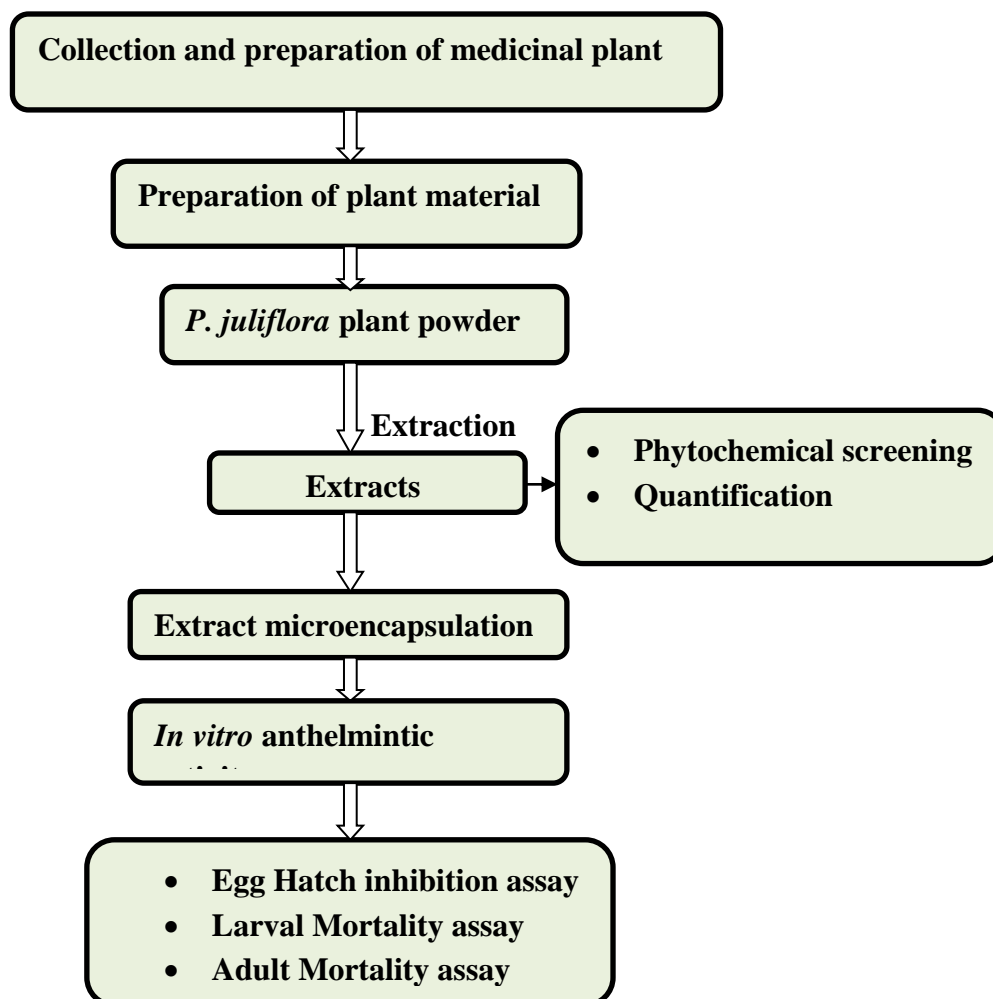 Collection and preparation of medicinal plant
Preparation of plant material
P. juliflora plant powder
Extraction
Extracts
• Phytochemical screening
• Quantification
Extract microencapsulation
In vitro anthelmintic
• Egg Hatch inhibition assay
• Larval Mortality assay
• Adult Mortality assay